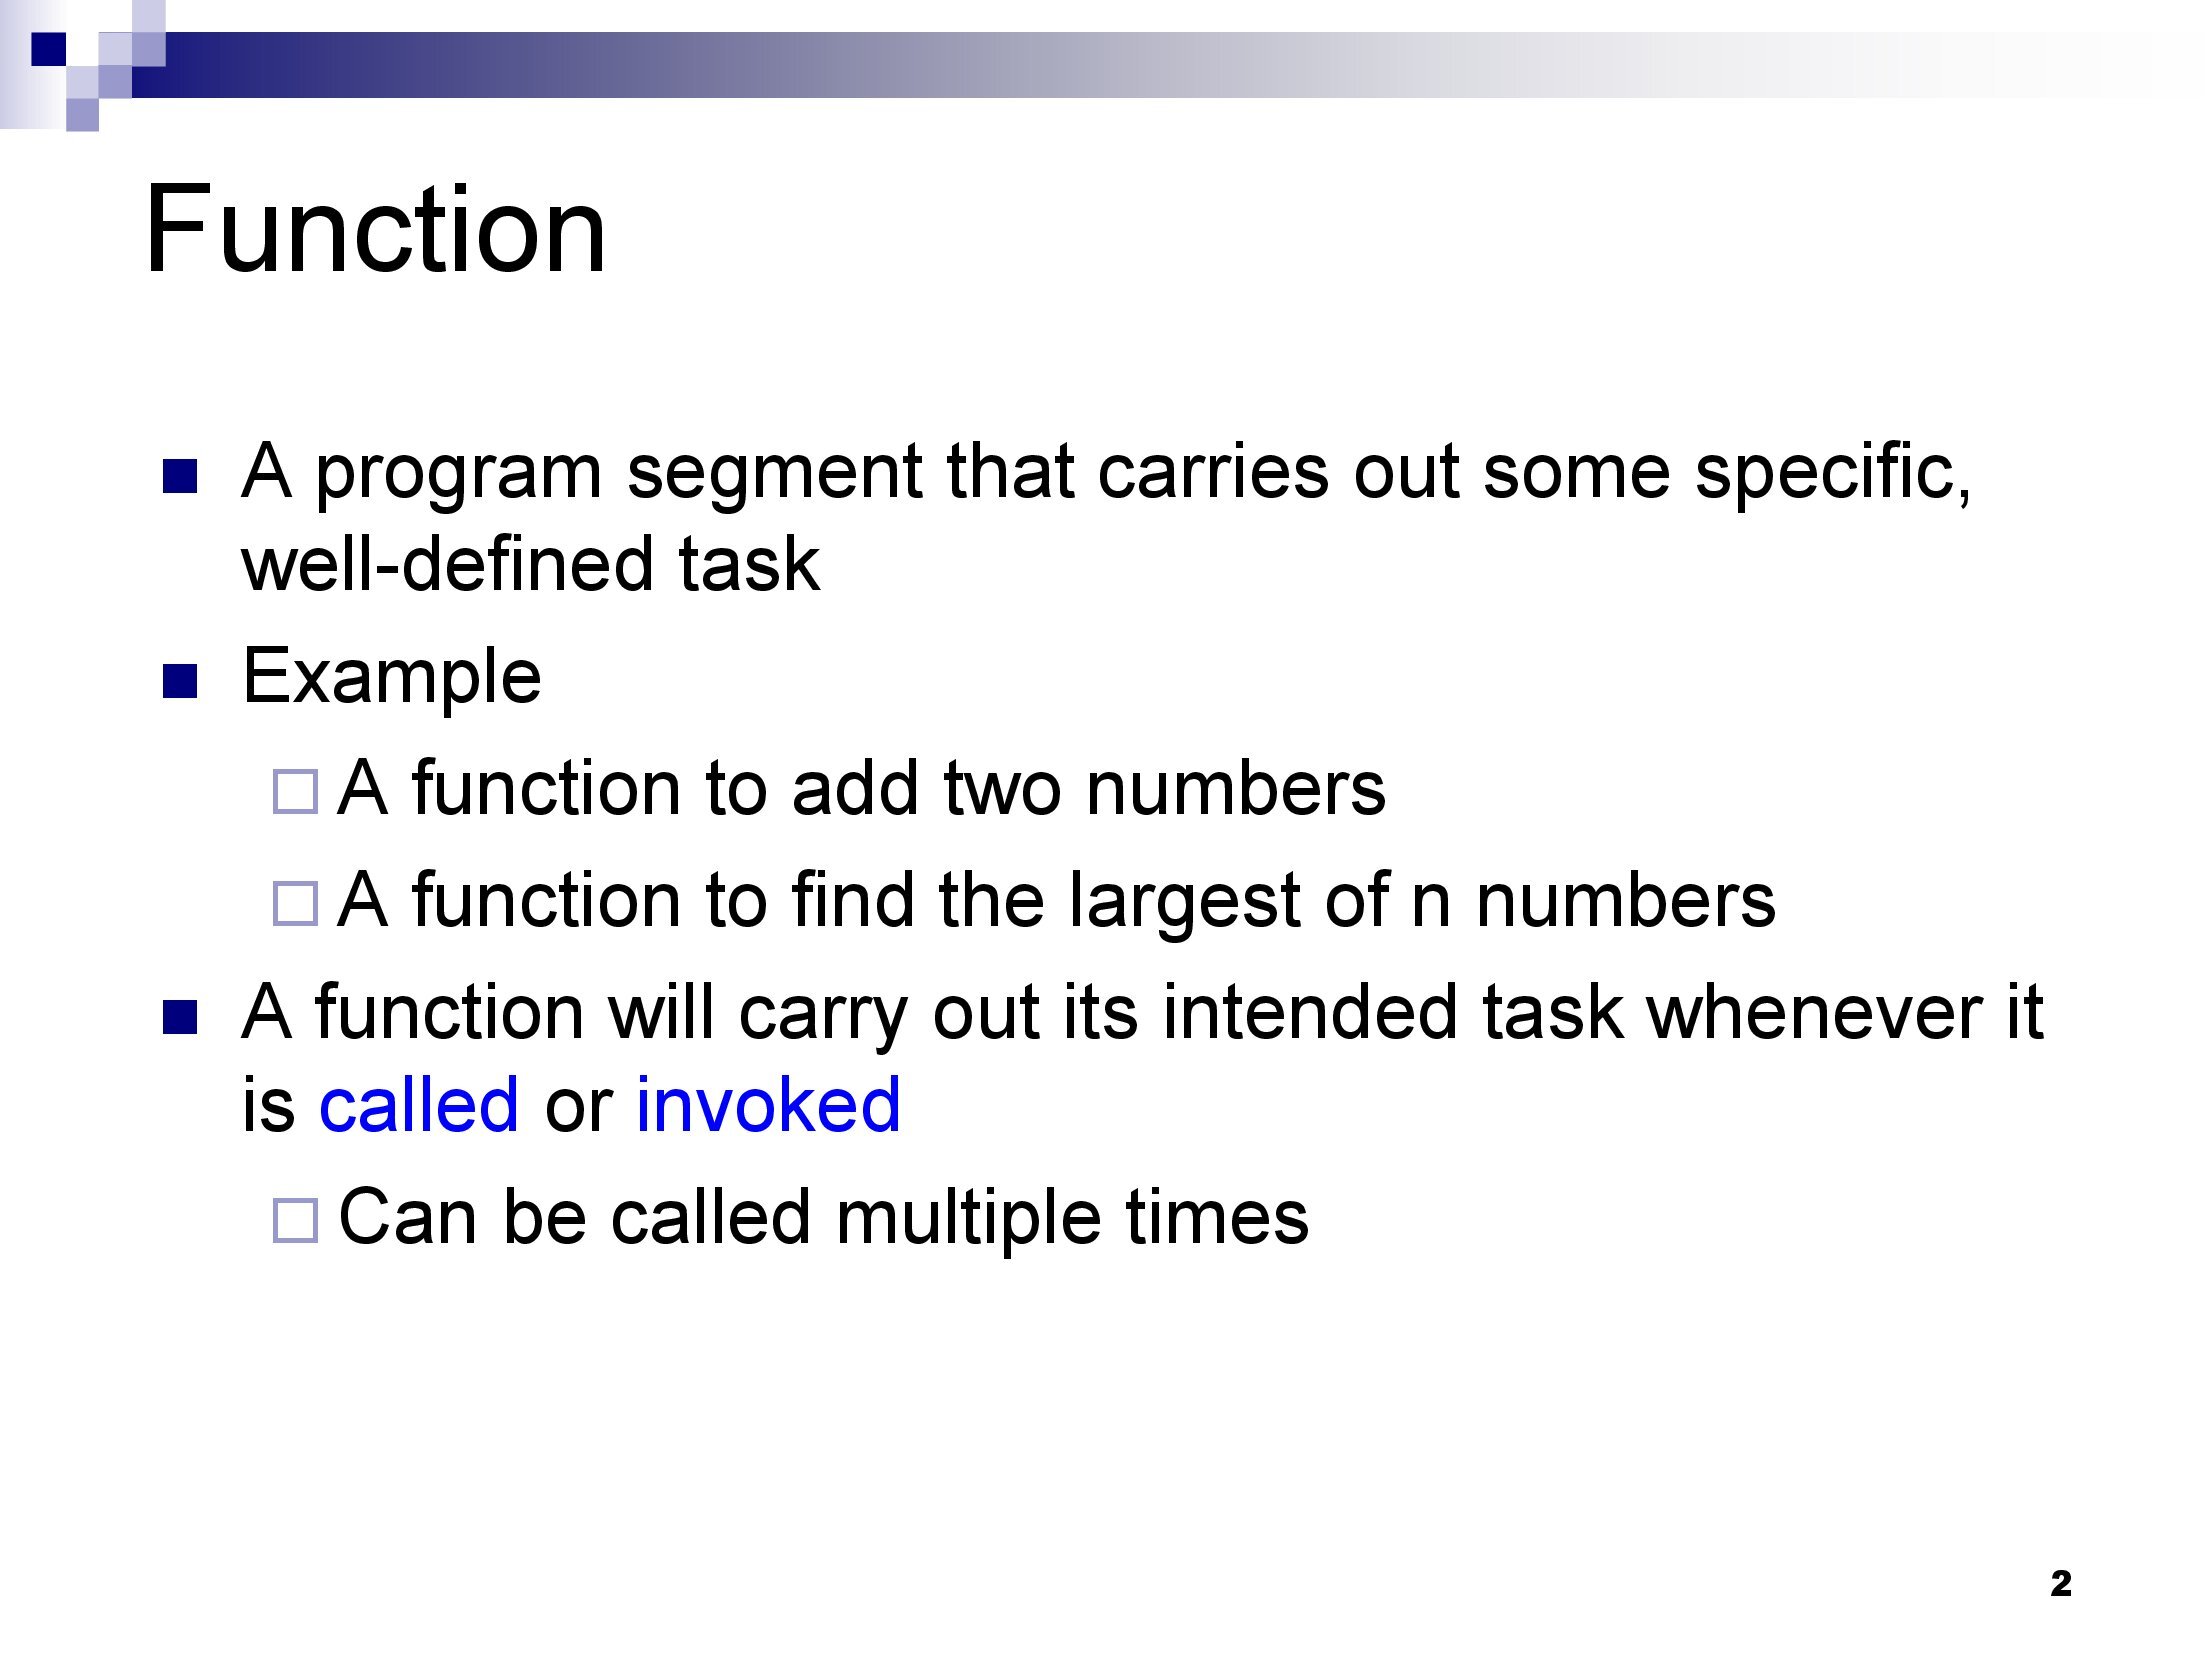 Function
A program segment that carries out some specific,
well-defined task
Example
A function to add two numbers
A function to find the largest of n numbers
A function will carry out its intended task whenever it
is called or invoked
Can be called multiple times
2